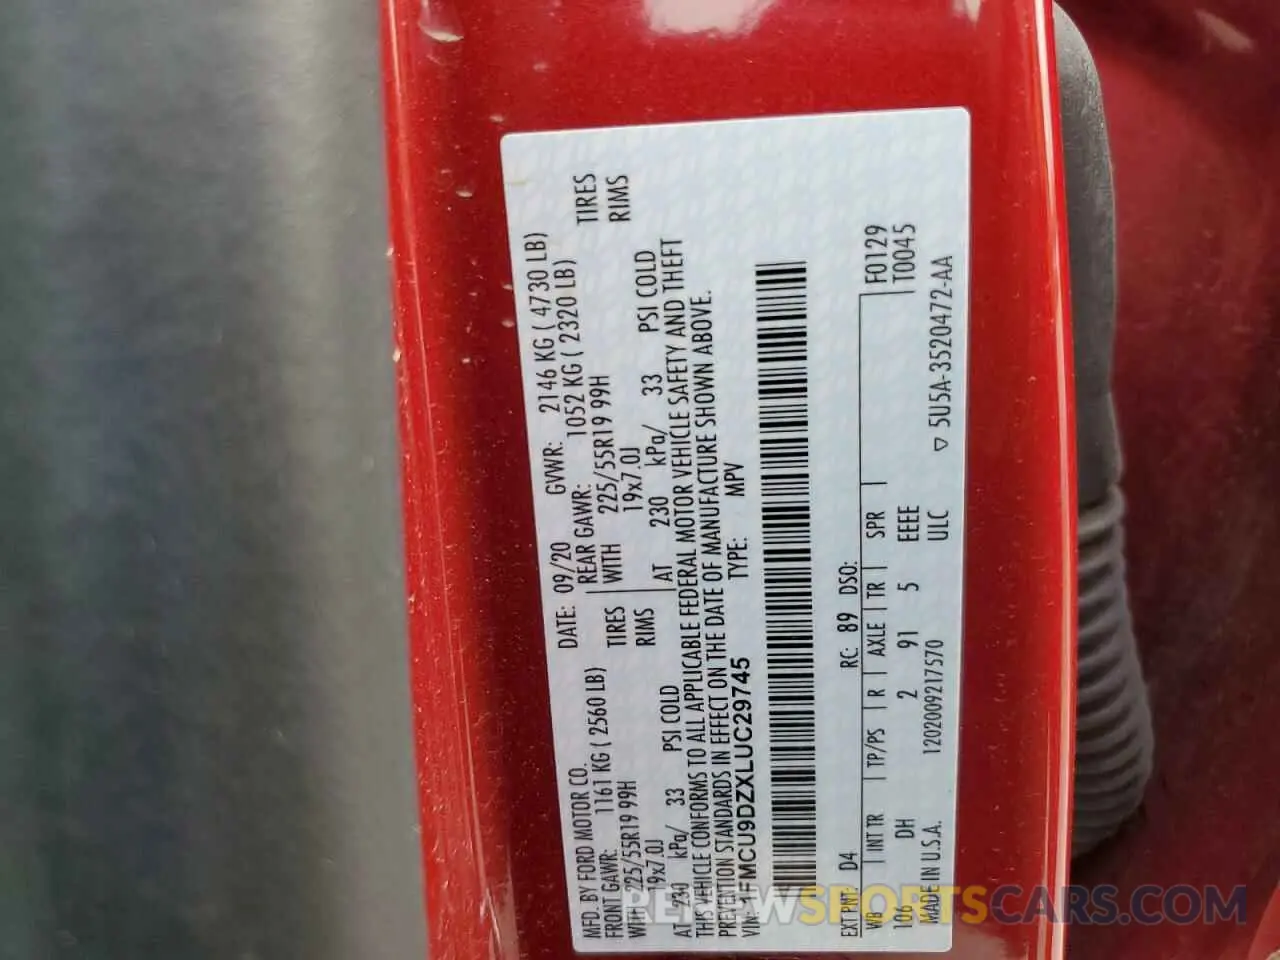 MFD. BY FORD MOTOR CO.
DATE: 09/20 GVWR: 2146 KG ( 4730 LB)
FRONT GAWR: 1161 KG ( 2560 LB) REAR GAWR: 1052 KG ( 2320 LB)
WITH 225/55R19 99H TIRES WITH 225/55R19 99H TIRES
19x7.0J RIMS 19x7.0J RIMS
AT 230 kPa/ 33 PSI COLD AT 230 kPa/ 33 PSI COLD
THIS VEHICLE CONFORMS TO ALL APPLICABLE FEDERAL MOTOR VEHICLE SAFETY AND THEFT
PREVENTION STANDARDS IN EFFECT ON THE DATE OF MANUFACTURE SHOWN ABOVE.
VIN: 1FMCU9DZXLUC29745 TYPE: MPV
EXT PNT: D4 RC: 89 DSO:
WB INT TR TP/PS R AXLE TR SPR F0129
106 DH 2 91 5 EEEE T0045
MADE IN U.S.A. 1202009217570 ULC ▽ 5U5A-3520472-AA
RENEWSPORTSCARS.COM